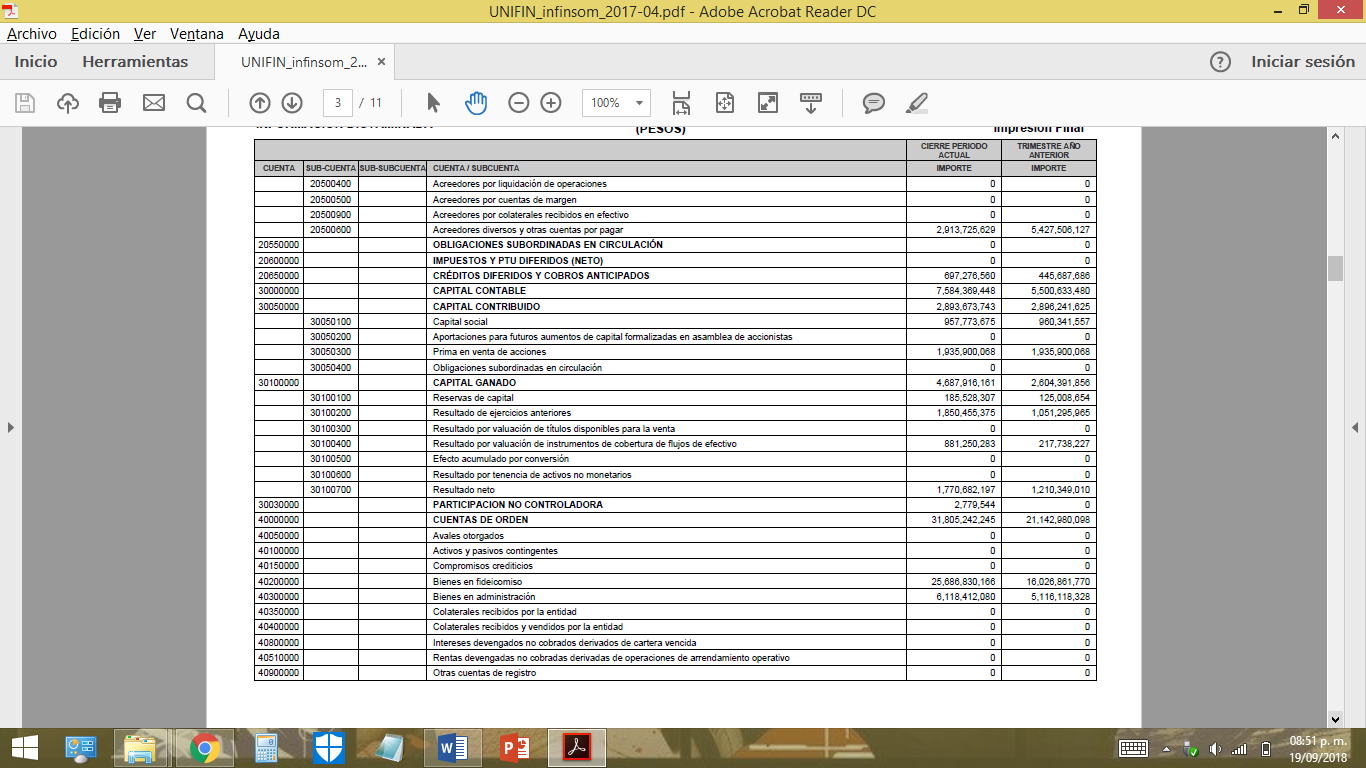 UNIFIN_infinsom_2017-04.pdf - Adobe Acrobat Reader DC
Archivo Edición Ver Ventana Ayuda
Inicio Herramientas UNIFIN_infinsom_2... × ? Iniciar sesión
3 / 11 100%
(PESOS) Impresión Final
CIERRE PERIODO ACTUAL TRIMESTRE AÑO ANTERIOR
CUENTA SUB-CUENTA SUB-SUBCUENTA CUENTA / SUBCUENTA IMPORTE IMPORTE
20500400 Acreedores por liquidación de operaciones 0 0
20500500 Acreedores por cuentas de margen 0 0
20500900 Acreedores por colaterales recibidos en efectivo 0 0
20500600 Acreedores diversos y otras cuentas por pagar 2,913,725,629 5,427,506,127
20550000 OBLIGACIONES SUBORDINADAS EN CIRCULACIÓN 0 0
20600000 IMPUESTOS Y PTU DIFERIDOS (NETO) 0 0
20650000 CRÉDITOS DIFERIDOS Y COBROS ANTICIPADOS 697,276,560 445,687,686
30000000 CAPITAL CONTABLE 7,584,369,448 5,500,633,480
30050000 CAPITAL CONTRIBUIDO 2,893,673,743 2,896,241,625
30050100 Capital social 957,773,675 960,341,557
30050200 Aportaciones para futuros aumentos de capital formalizadas en asamblea de accionistas 0 0
30050300 Prima en venta de acciones 1,935,900,068 1,935,900,068
30050400 Obligaciones subordinadas en circulación 0 0
30100000 CAPITAL GANADO 4,687,916,161 2,604,391,856
30100100 Reservas de capital 185,528,307 125,008,654
30100200 Resultado de ejercicios anteriores 1,850,455,375 1,051,295,965
30100300 Resultado por valuación de títulos disponibles para la venta 0 0
30100400 Resultado por valuación de instrumentos de cobertura de flujos de efectivo 881,250,283 217,738,227
30100500 Efecto acumulado por conversión 0 0
30100600 Resultado por tenencia de activos no monetarios 0 0
30100700 Resultado neto 1,770,682,197 1,210,349,010
30030000 PARTICIPACION NO CONTROLADORA 2,779,544 0
40000000 CUENTAS DE ORDEN 31,805,242,245 21,142,980,098
40050000 Avales otorgados 0 0
40100000 Activos y pasivos contingentes 0 0
40150000 Compromisos crediticios 0 0
40200000 Bienes en fideicomiso 25,686,830,166 16,026,861,770
40300000 Bienes en administración 6,118,412,080 5,116,118,328
40350000 Colaterales recibidos por la entidad 0 0
40400000 Colaterales recibidos y vendidos por la entidad 0 0
40800000 Intereses devengados no cobrados derivados de cartera vencida 0 0
40510000 Rentas devengadas no cobradas derivadas de operaciones de arrendamiento operativo 0 0
40900000 Otras cuentas de registro 0 0
08:51 p. m.
19/09/2018